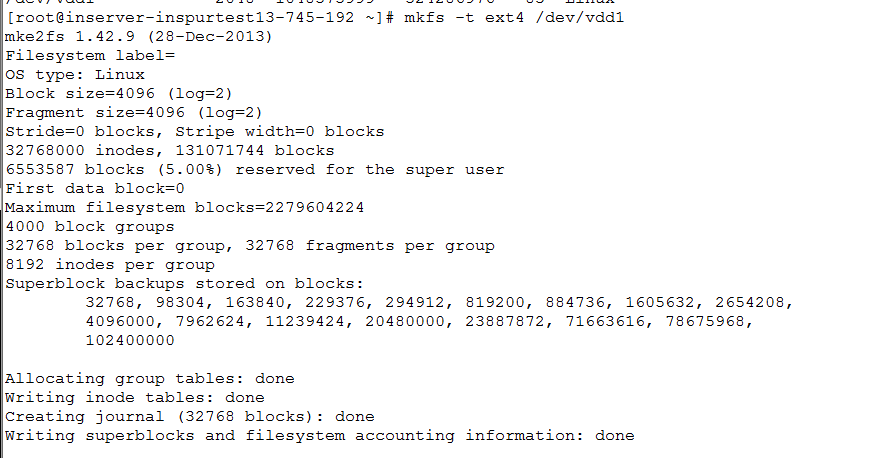 [root@inserver-inspurtest13-745-192 ~]# mkfs -t ext4 /dev/vdd1
mke2fs 1.42.9 (28-Dec-2013)
Filesystem label=
OS type: Linux
Block size=4096 (log=2)
Fragment size=4096 (log=2)
Stride=0 blocks, Stripe width=0 blocks
32768000 inodes, 131071744 blocks
6553587 blocks (5.00%) reserved for the super user
First data block=0
Maximum filesystem blocks=2279604224
4000 block groups
32768 blocks per group, 32768 fragments per group
8192 inodes per group
Superblock backups stored on blocks:
32768, 98304, 163840, 229376, 294912, 819200, 884736, 1605632, 2654208,
4096000, 7962624, 11239424, 20480000, 23887872, 71663616, 78675968,
102400000
Allocating group tables: done
Writing inode tables: done
Creating journal (32768 blocks): done
Writing superblocks and filesystem accounting information: done